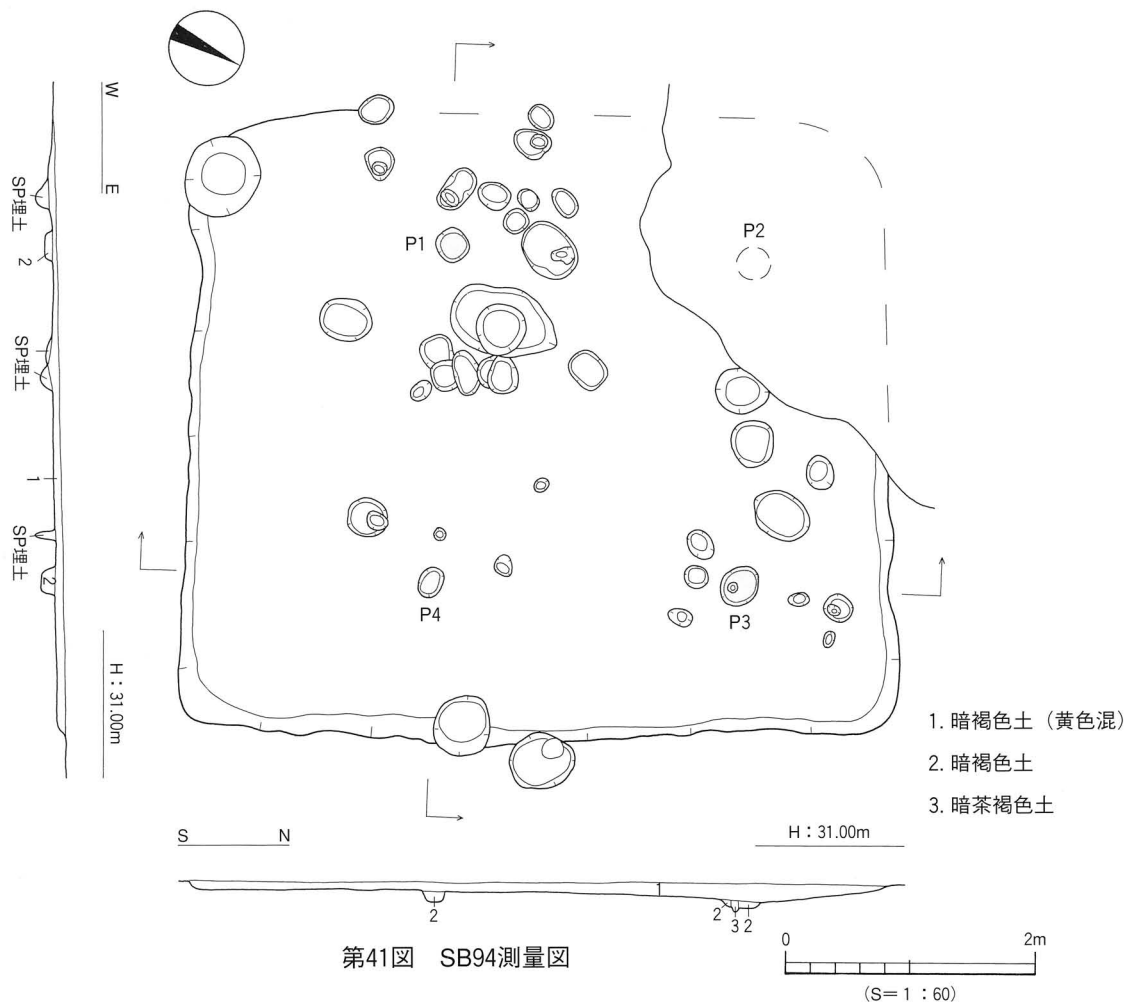 W
E
SP埋土
2
SP埋土
1
SP埋土
2
H：31.00m
P1
P2
P4
P3
1. 暗褐色土（黄色混）
2. 暗褐色土
3. 暗茶褐色土
S N
H：31.00m
1
2
2 3 2
第41図 SB94測量図
0 2m
(S＝1：60)